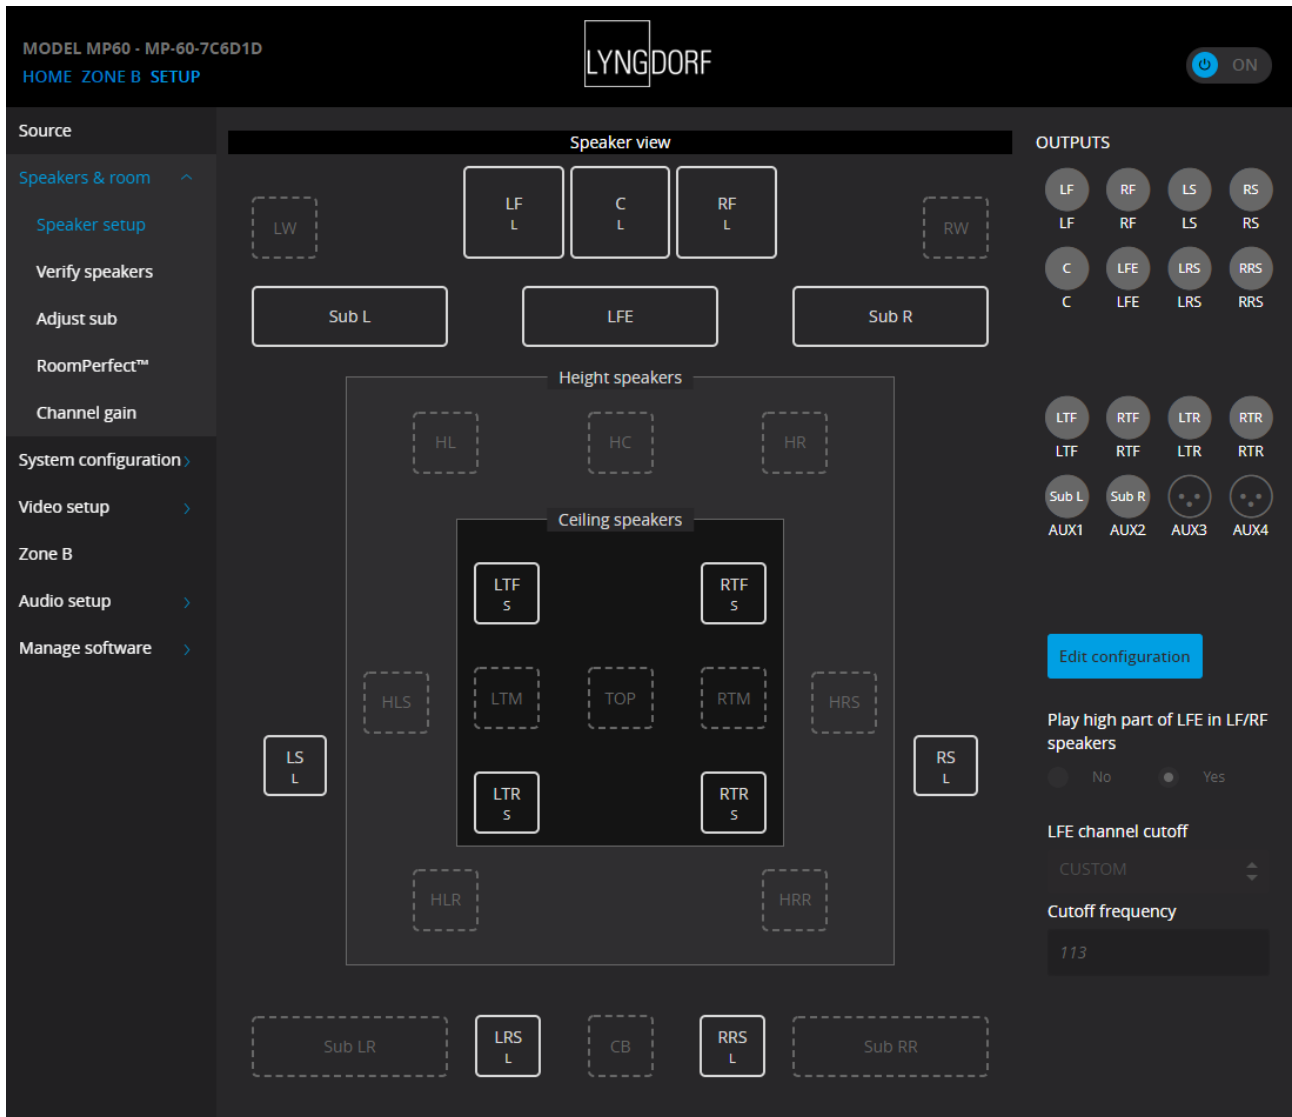 MODEL MP60 - MP-60-7C6D1D
HOME ZONE B SETUP
LYNGDORF
ON
Source
Speakers & room
Speaker setup
Verify speakers
Adjust sub
RoomPerfect™
Channel gain
System configuration
Video setup
Zone B
Audio setup
Manage software
Speaker view
LW
LF
L
C
L
RF
L
RW
Sub L
LFE
Sub R
Height speakers
HL
HC
HR
Ceiling speakers
LTF
S
RTF
S
HLS
LTM
TOP
RTM
HRS
LS
L
RS
L
LTR
S
RTR
S
HLR
HRR
Sub LR
LRS
L
CB
RRS
L
Sub RR
OUTPUTS
LF RF LS RS
LF RF LS RS
C LFE LRS RRS
C LFE LRS RRS
LTF RTF LTR RTR
LTF RTF LTR RTR
Sub L Sub R
AUX1 AUX2 AUX3 AUX4
Edit configuration
Play high part of LFE in LF/RF
speakers
No Yes
LFE channel cutoff
CUSTOM
Cutoff frequency
113